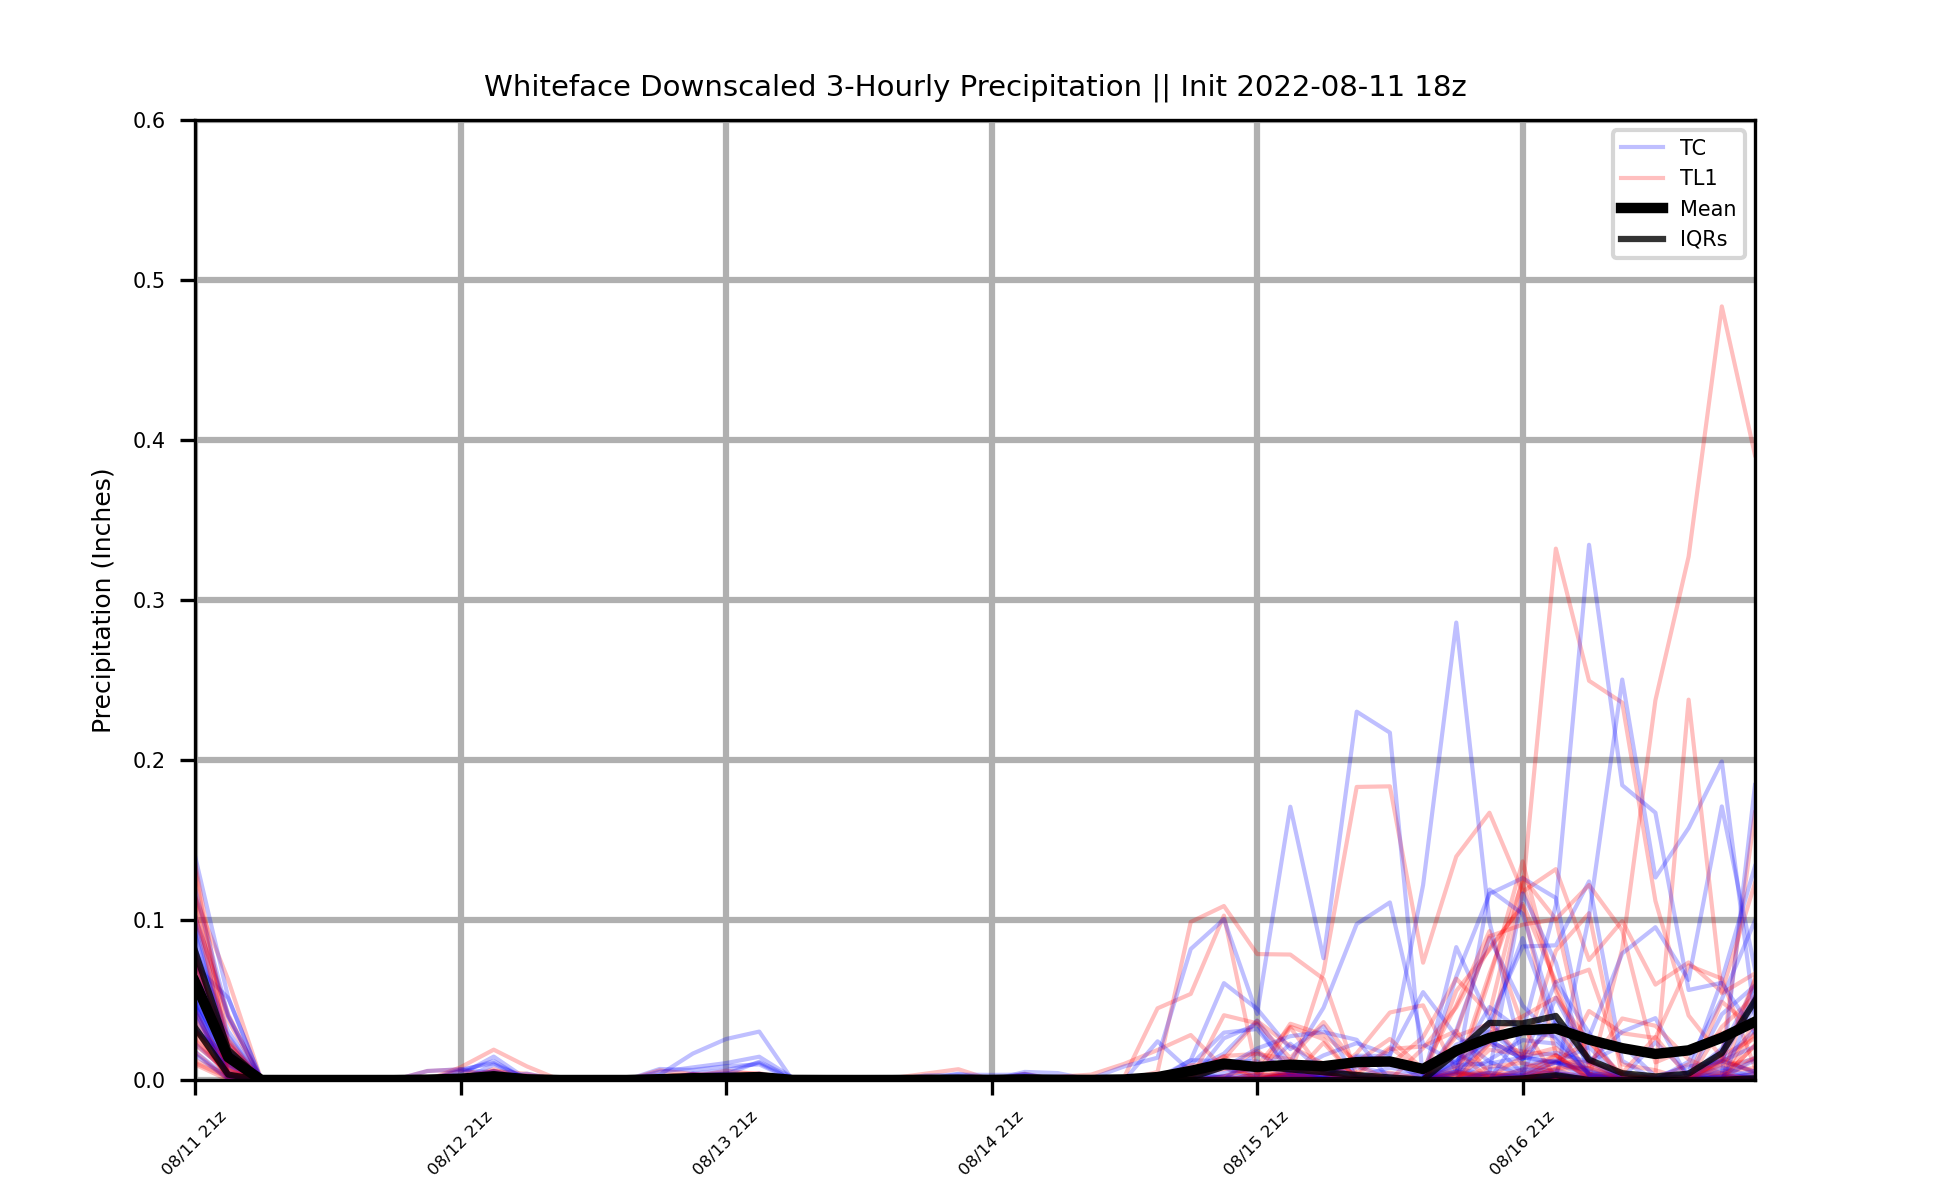 Whiteface Downscaled 3-Hourly Precipitation || Init 2022-08-11 18z
TC
TL1
Mean
IQRs
Precipitation (Inches)
0.6
0.5
0.4
0.3
0.2
0.1
0.0
08/11 21z
08/12 21z
08/13 21z
08/14 21z
08/15 21z
08/16 21z